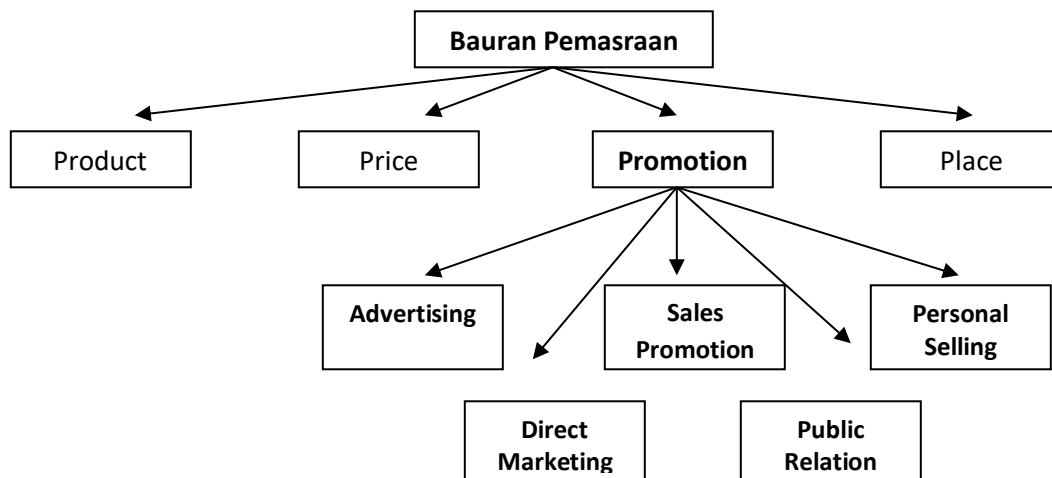 Bauran Pemasraan
Product
Price
Promotion
Place
Advertising
Sales
Promotion
Personal
Selling
Direct
Marketing
Public
Relation